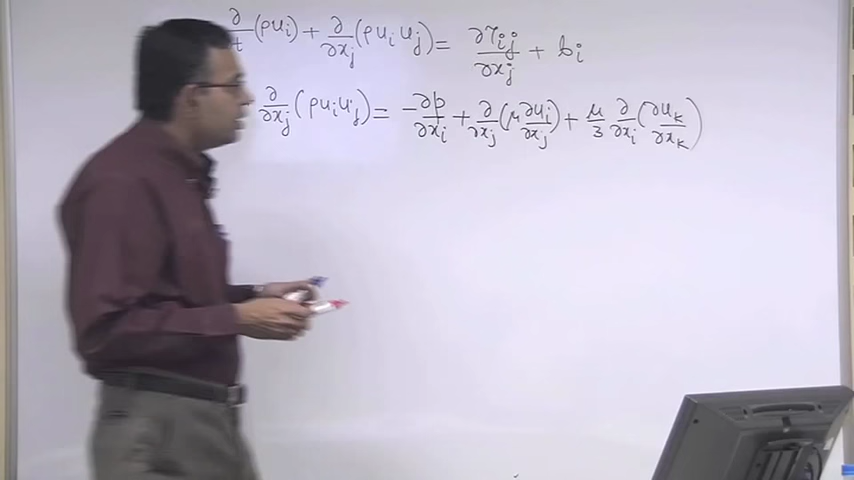 ∂/∂t (ρu_i) + ∂/∂x_j (ρu_i u_j) = ∂τ_ij/∂x_j + b_i
∂/∂x_j (ρu_i u_j) = -∂p/∂x_i + ∂/∂x_j (μ ∂u_i/∂x_j) + μ/3 ∂/∂x_i (∂u_k/∂x_k)